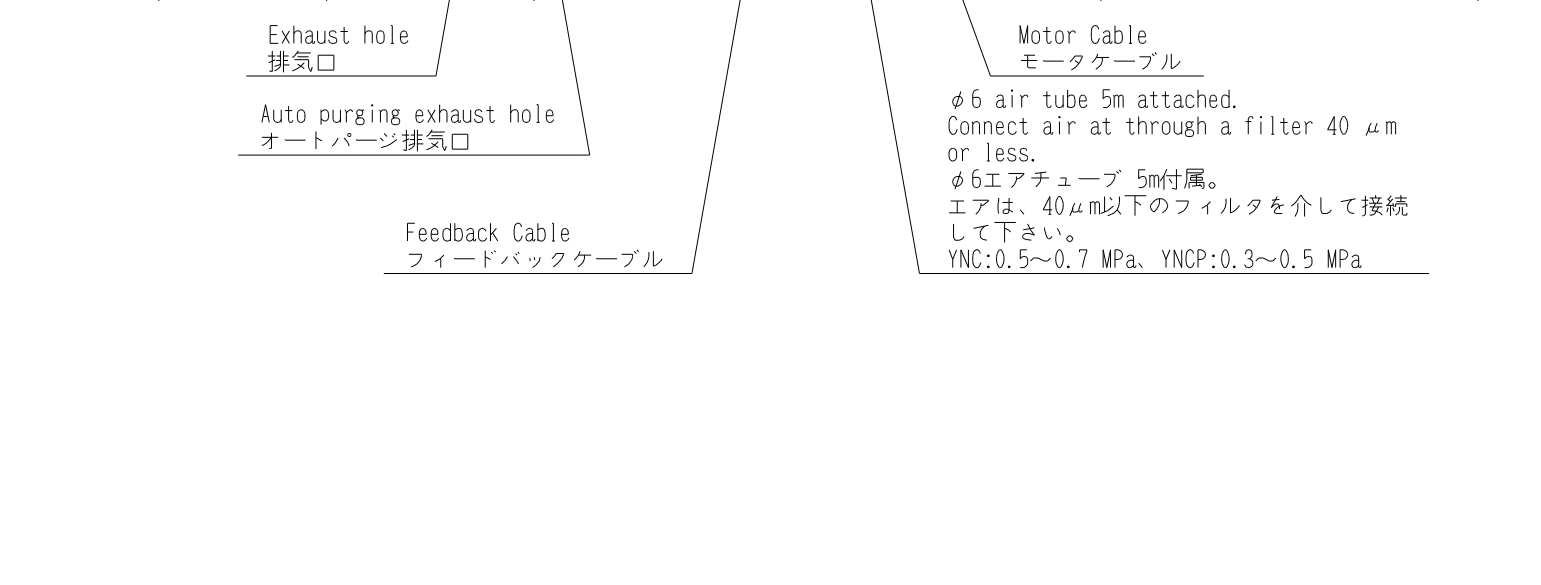 Exhaust hole
排気口
Auto purging exhaust hole
オートパージ排気口
Feedback Cable
フィードバックケーブル
Motor Cable
モータケーブル
φ6 air tube 5m attached.
Connect air at through a filter 40 μm
or less.
φ6エアチューブ 5m付属。
エアは、40μm以下のフィルタを介して接続
して下さい。
YNC:0.5～0.7 MPa、YNCP:0.3～0.5 MPa